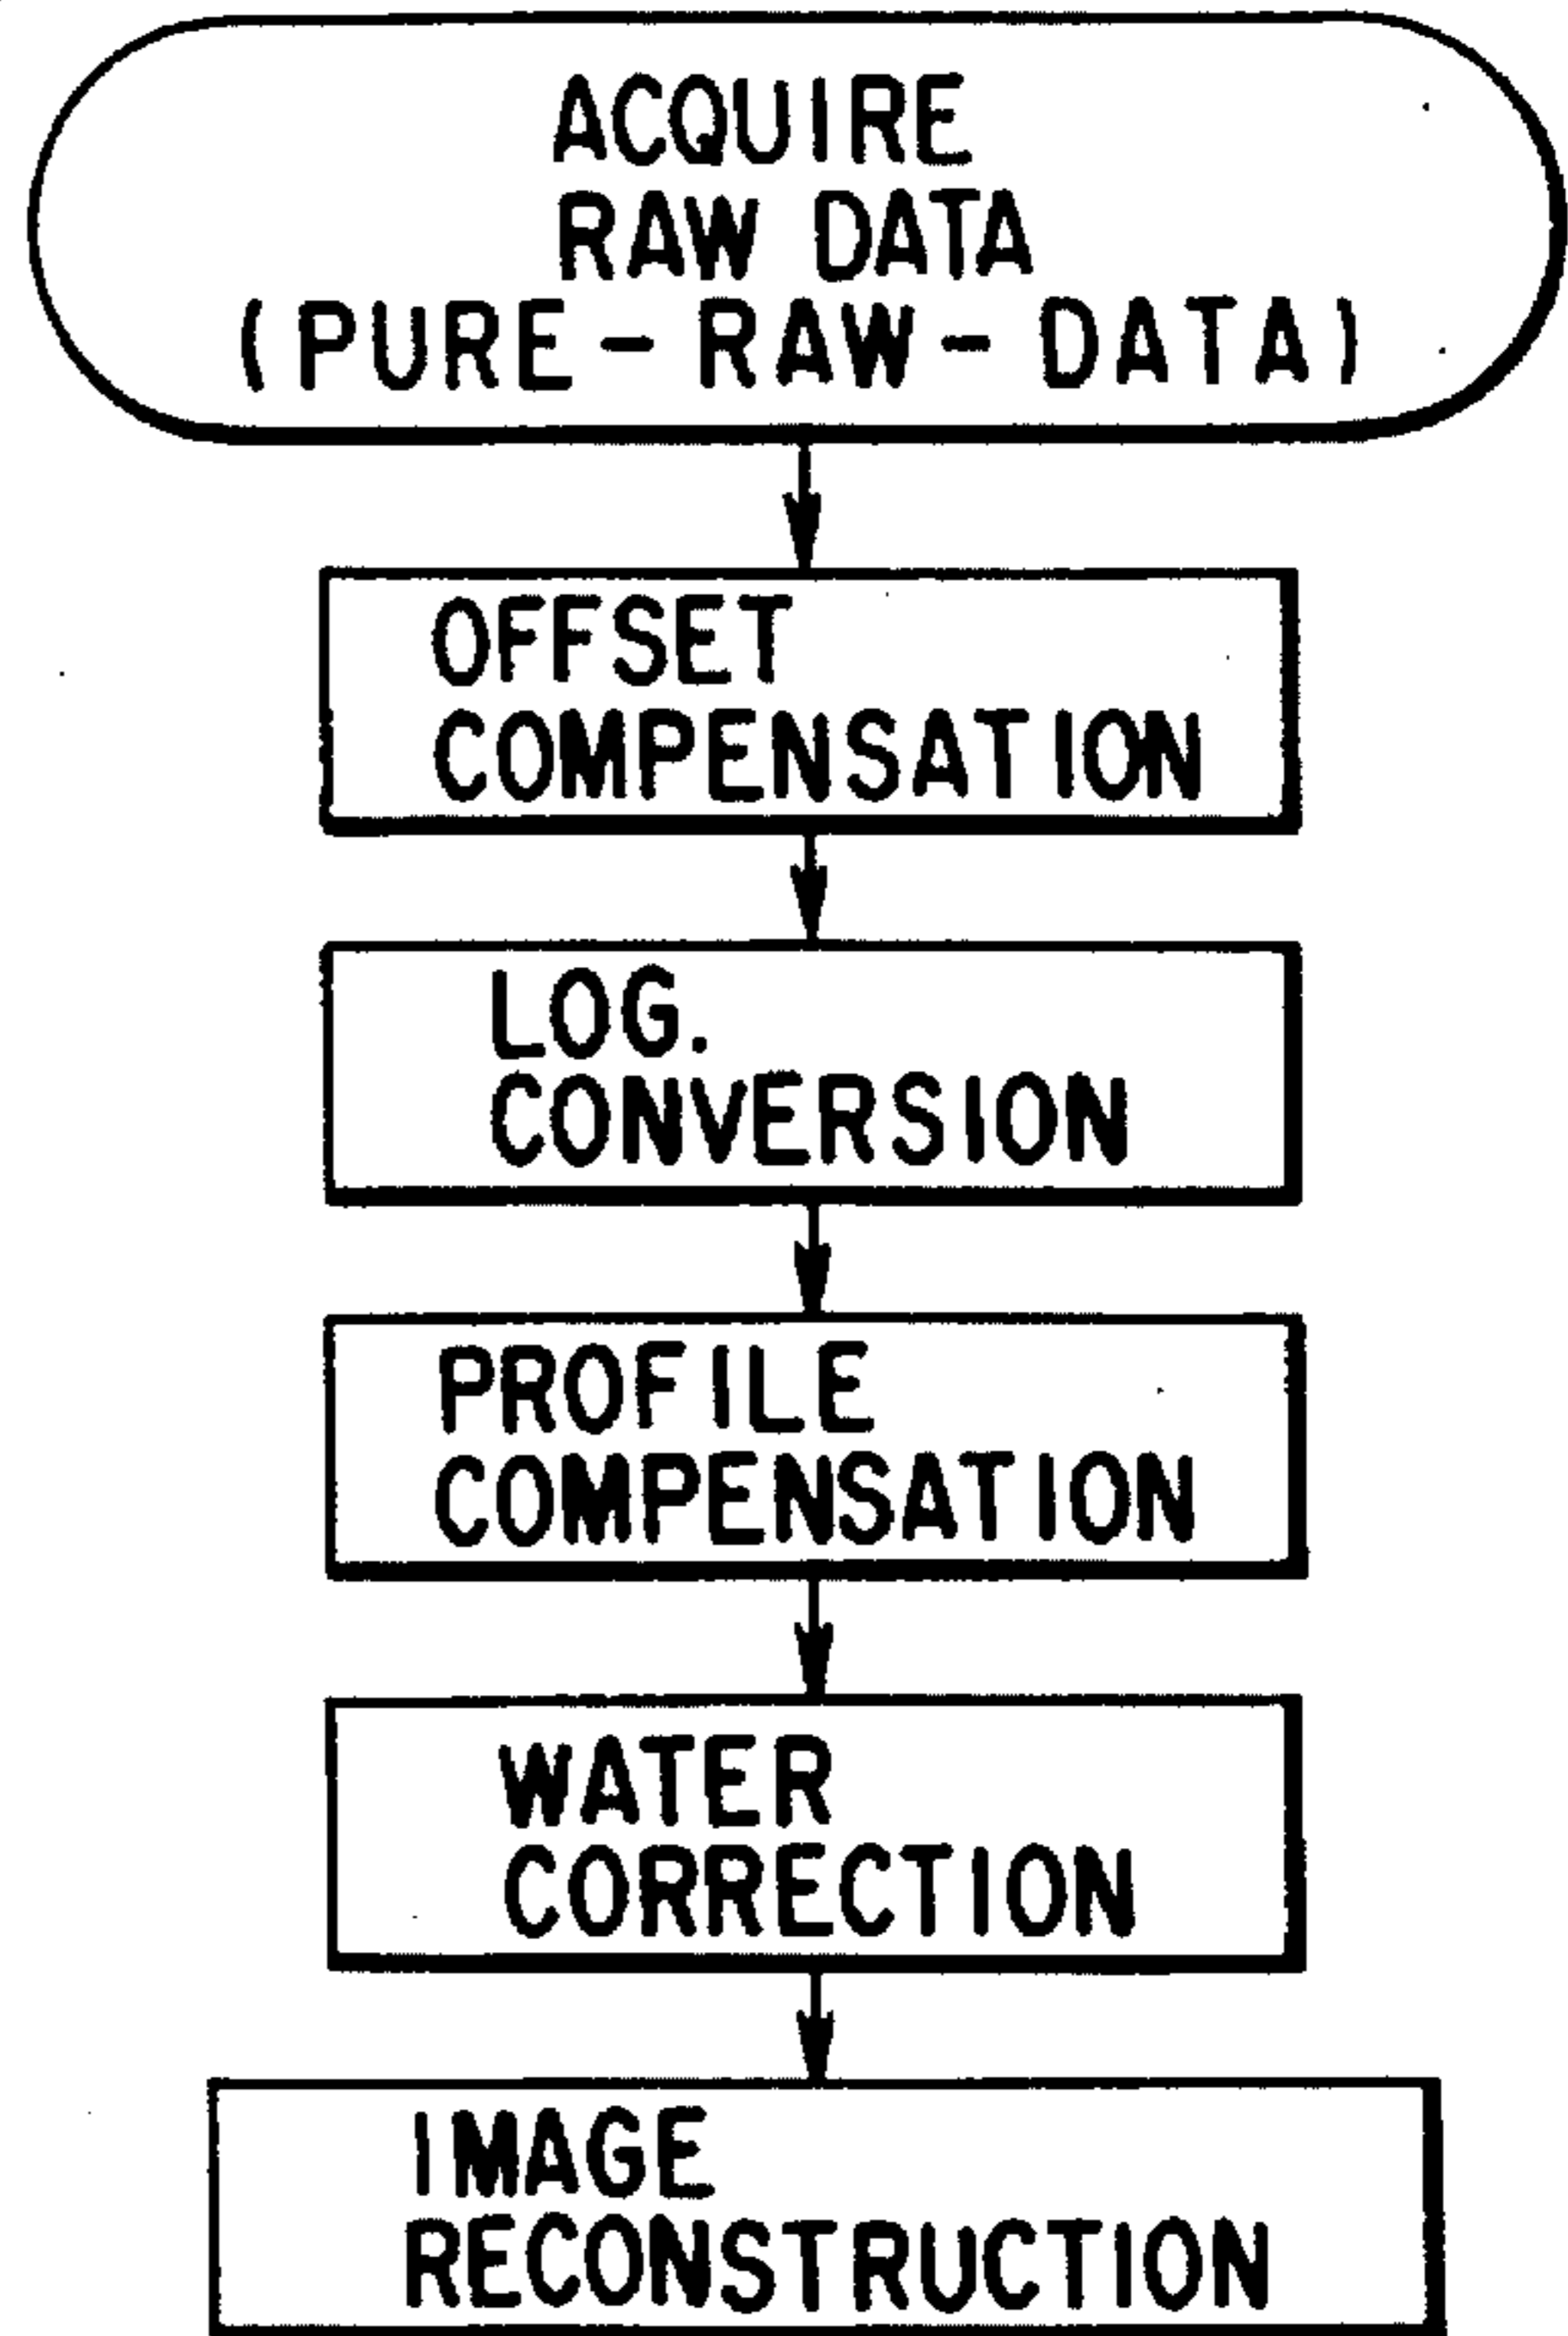 ACQUIRE
RAW DATA
(PURE-RAW-DATA)
OFFSET
COMPENSATION
LOG.
CONVERSION
PROFILE
COMPENSATION
WATER
CORRECTION
IMAGE
RECONSTRUCTION